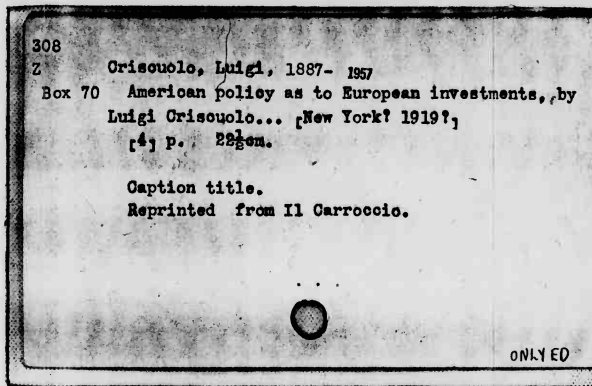 308
Z Criscuolo, Luigi, 1887- 1957
Box 70 American policy as to European investments, by
Luigi Criscuolo... [New York? 1919?]
[4] p. 22½cm.
Caption title.
Reprinted from Il Carroccio.
. . .
ONLY ED